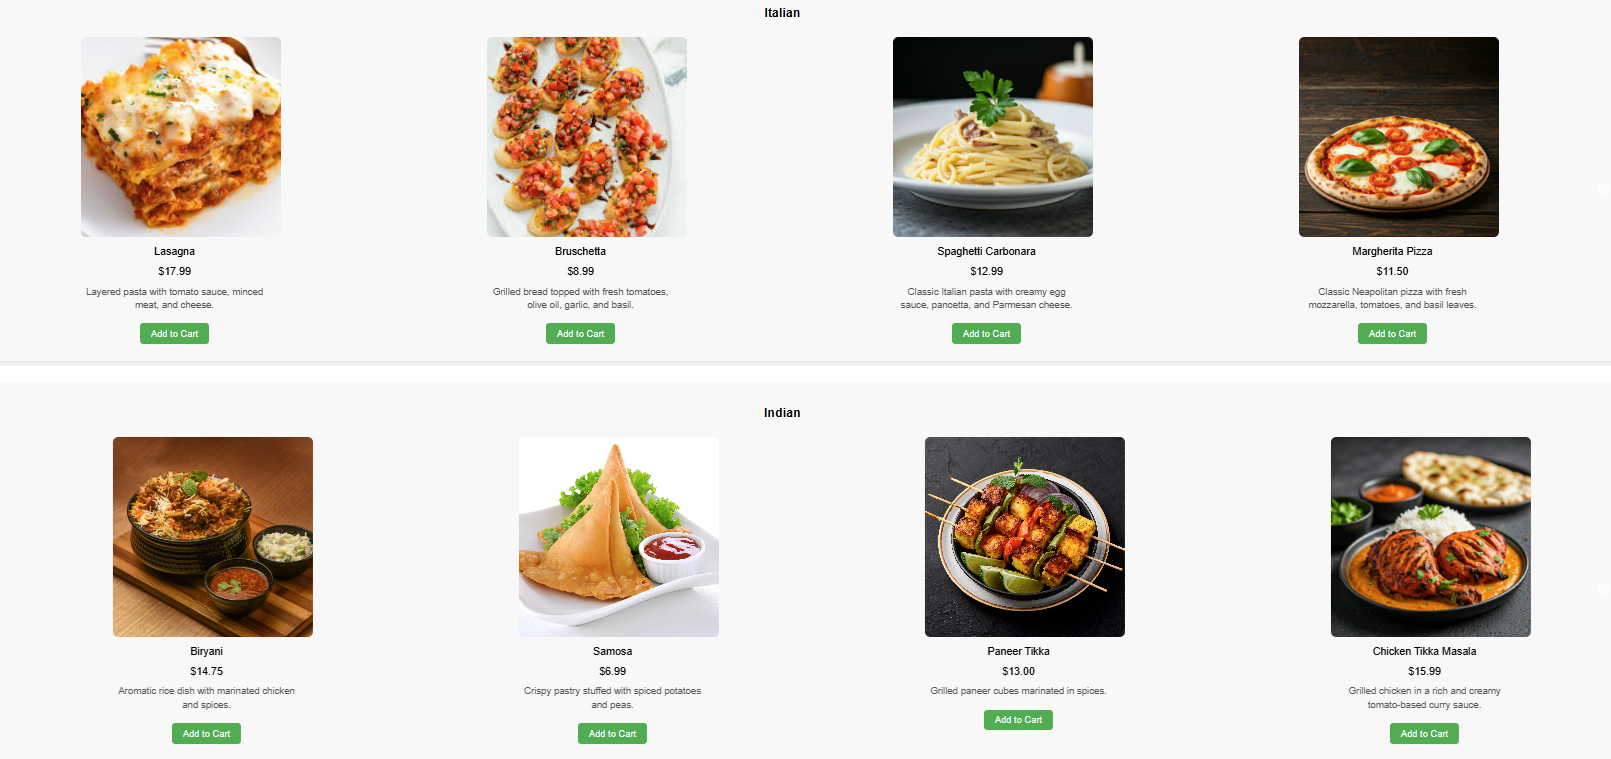 Italian
Lasagna
$17.99
Layered pasta with tomato sauce, minced
meat, and cheese.
Add to Cart
Bruschetta
$8.99
Grilled bread topped with fresh tomatoes,
olive oil, garlic, and basil.
Add to Cart
Spaghetti Carbonara
$12.99
Classic Italian pasta with creamy egg
sauce, pancetta, and Parmesan cheese.
Add to Cart
Margherita Pizza
$11.50
Classic Neapolitan pizza with fresh
mozzarella, tomatoes, and basil leaves.
Add to Cart
Indian
Biryani
$14.75
Aromatic rice dish with marinated chicken
and spices.
Add to Cart
Samosa
$6.99
Crispy pastry stuffed with spiced potatoes
and peas.
Add to Cart
Paneer Tikka
$13.00
Grilled paneer cubes marinated in spices.
Add to Cart
Chicken Tikka Masala
$15.99
Grilled chicken in a rich and creamy
tomato-based curry sauce.
Add to Cart